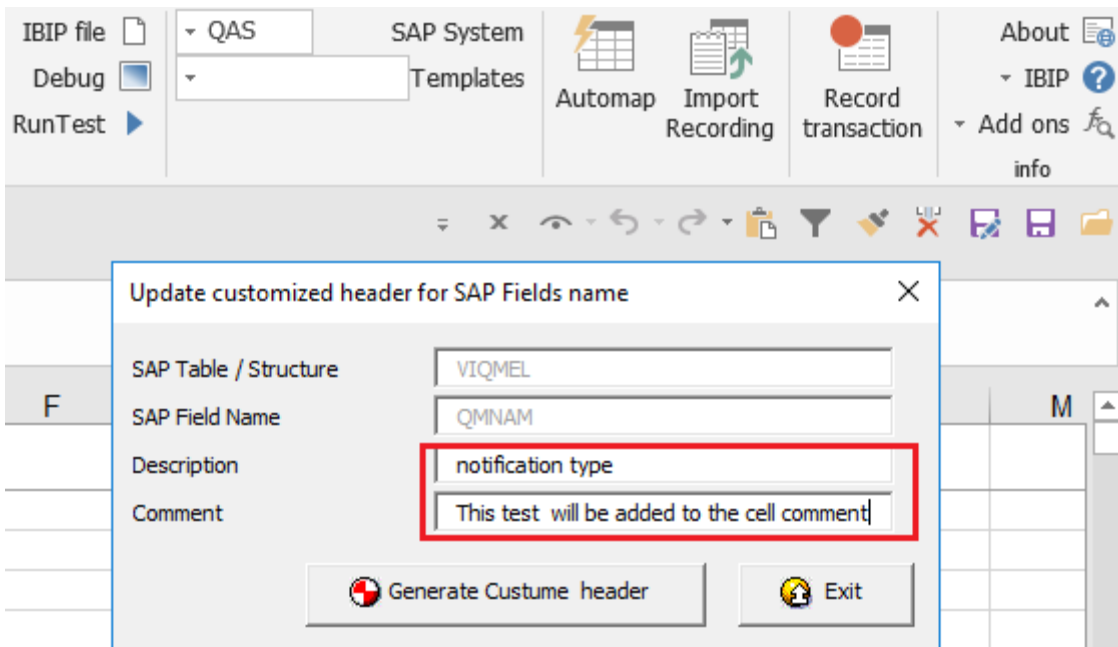 IBIP file
QAS
SAP System
Debug
Templates
RunTest
Automap
Import
Recording
Record
transaction
About
IBIP
Add ons
info
Update customized header for SAP Fields name
SAP Table / Structure
VIQMEL
F
SAP Field Name
QMNAM
M
Description
notification type
Comment
This test  will be added to the cell comment
Generate Custume  header
Exit